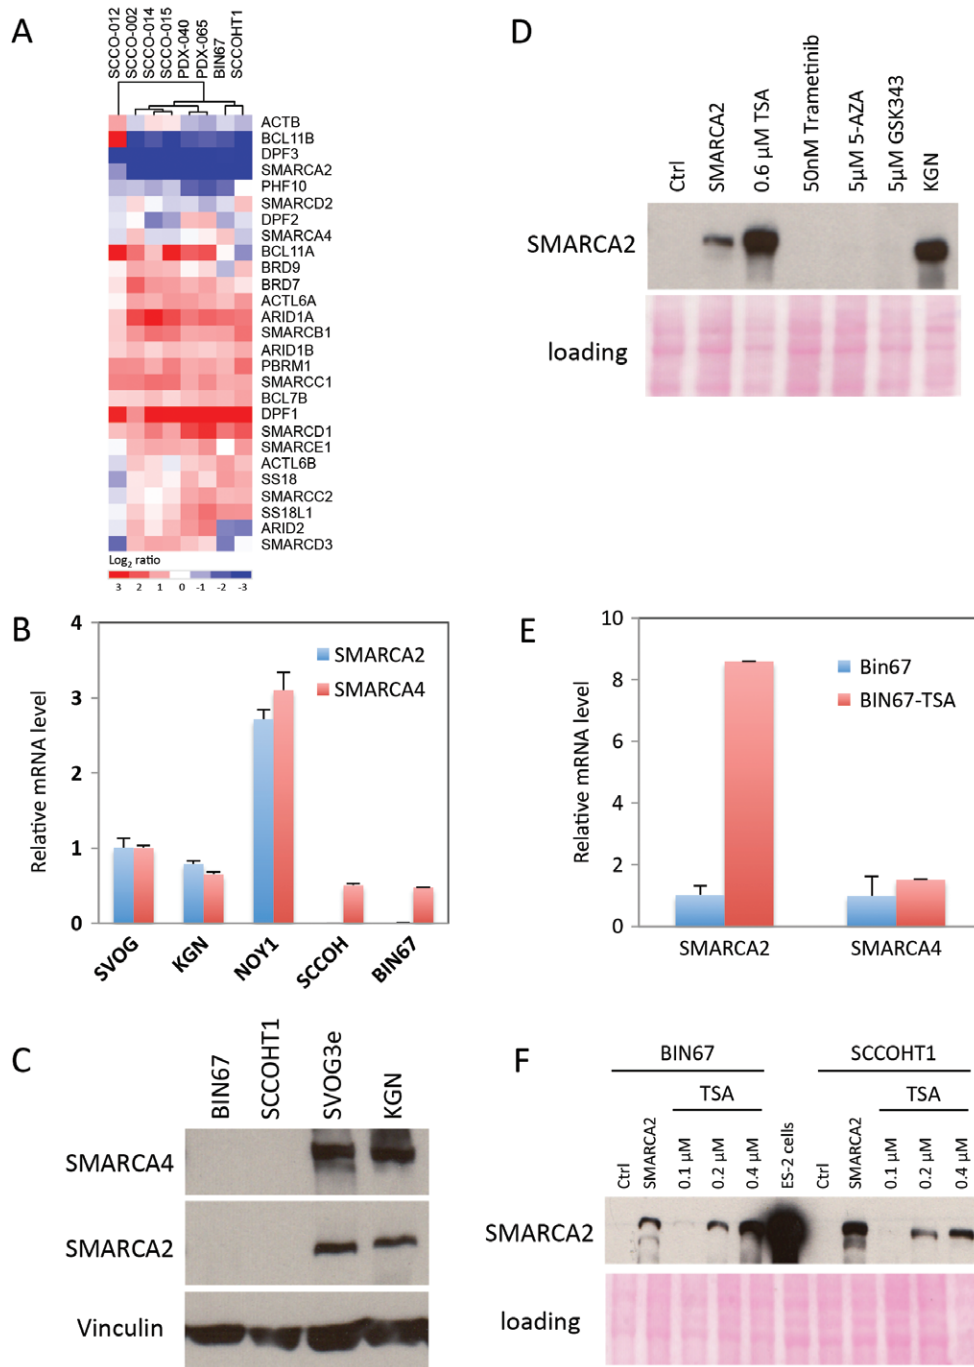 A
SCCO-012
SCCO-002
SCCO-014
SCCO-015
PDX-040
PDX-065
BIN67
SCCOHT1
ACTB
BCL11B
DPF3
SMARCA2
PHF10
SMARCD2
DPF2
SMARCA4
BCL11A
BRD9
BRD7
ACTL6A
ARID1A
SMARCB1
ARID1B
PBRM1
SMARCC1
BCL7B
DPF1
SMARCD1
SMARCE1
ACTL6B
SS18
SMARCC2
SS18L1
ARID2
SMARCD3
Log2 ratio
3 2 1 0 -1 -2 -3
B
Relative mRNA level
4
3
2
1
0
SMARCA2
SMARCA4
SVOG
KGN
NOY1
SCCOH
BIN67
C
BIN67
SCCOHT1
SVOG3e
KGN
SMARCA4
SMARCA2
Vinculin
D
Ctrl
SMARCA2
0.6 µM TSA
50nM Trametinib
5µM 5-AZA
5µM GSK343
KGN
SMARCA2
loading
E
Relative mRNA level
10
8
6
4
2
0
Bin67
BIN67-TSA
SMARCA2 SMARCA4
F
BIN67 SCCOHT1
TSA TSA
Ctrl
SMARCA2
0.1 µM
0.2 µM
0.4 µM
ES-2 cells
Ctrl
SMARCA2
0.1 µM
0.2 µM
0.4 µM
SMARCA2
loading